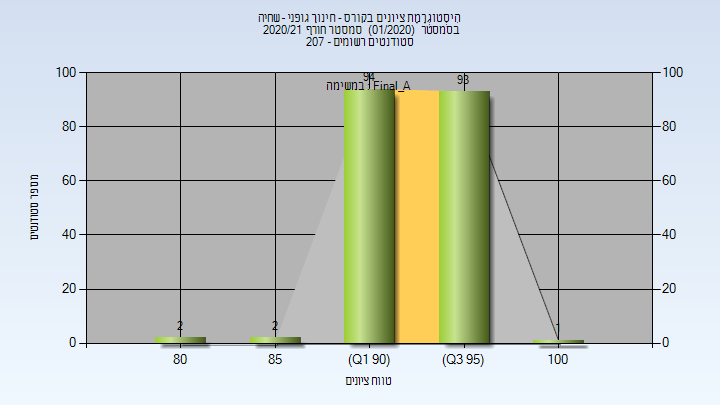 היסטוגרמת ציונים בקורס - חינוך גופני - שחיה
בסמסטר (01/2020) סמסטר חורף 2020/21
סטודנטים רשומים - 207
במשימה Final_A
100 100
80 80
60 60
40 40
20 20
0 0
מספר סטודנטים
2 2 94 93 1
80 85 (Q1 90) (Q3 95) 100
טווח ציונים